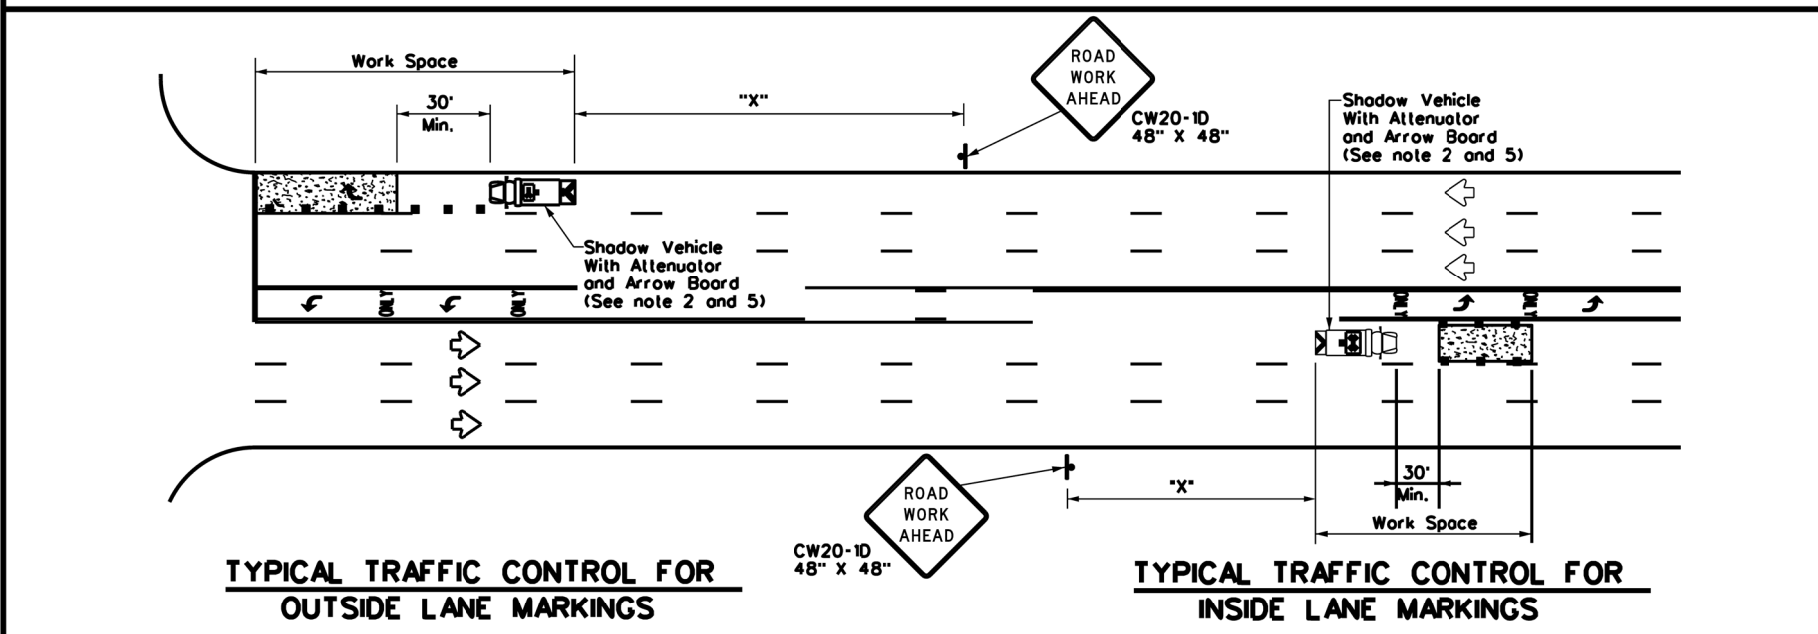 Work Space
30'
Min.
"X"
ROAD
WORK
AHEAD
CW20-1D
48" X 48"
Shadow Vehicle
With Attenuator
and Arrow Board
(See note 2 and 5)
Shadow Vehicle
With Attenuator
and Arrow Board
(See note 2 and 5)
ONLY
ONLY
ONLY
ONLY
ROAD
WORK
AHEAD
CW20-1D
48" X 48"
"X"
30'
Min.
Work Space
TYPICAL TRAFFIC CONTROL FOR
OUTSIDE LANE MARKINGS
TYPICAL TRAFFIC CONTROL FOR
INSIDE LANE MARKINGS